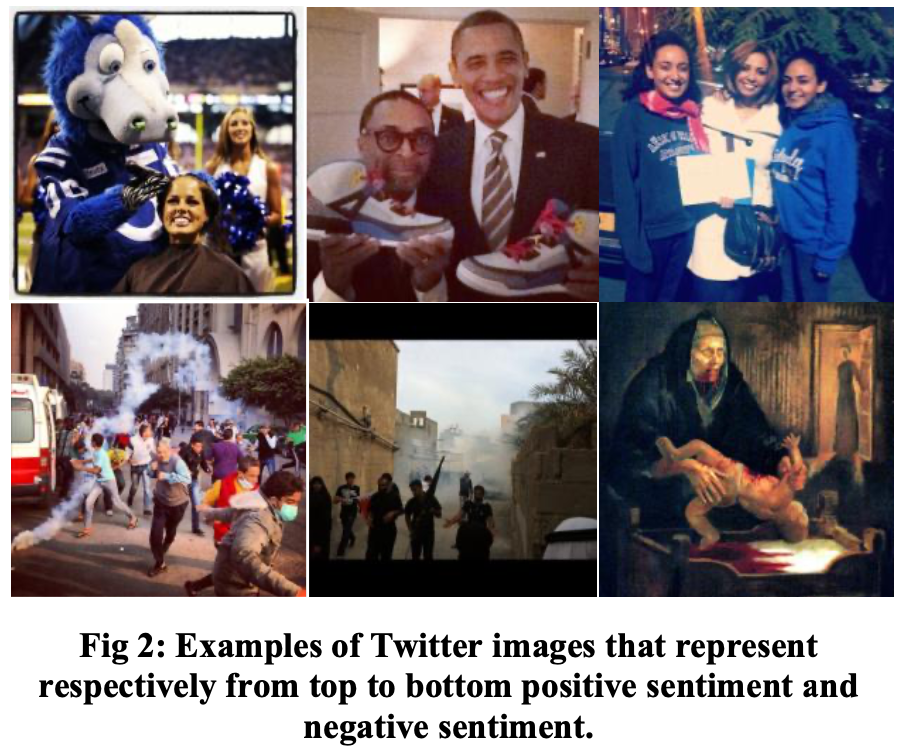 Fig 2: Examples of Twitter images that represent
respectively from top to bottom positive sentiment and
negative sentiment.